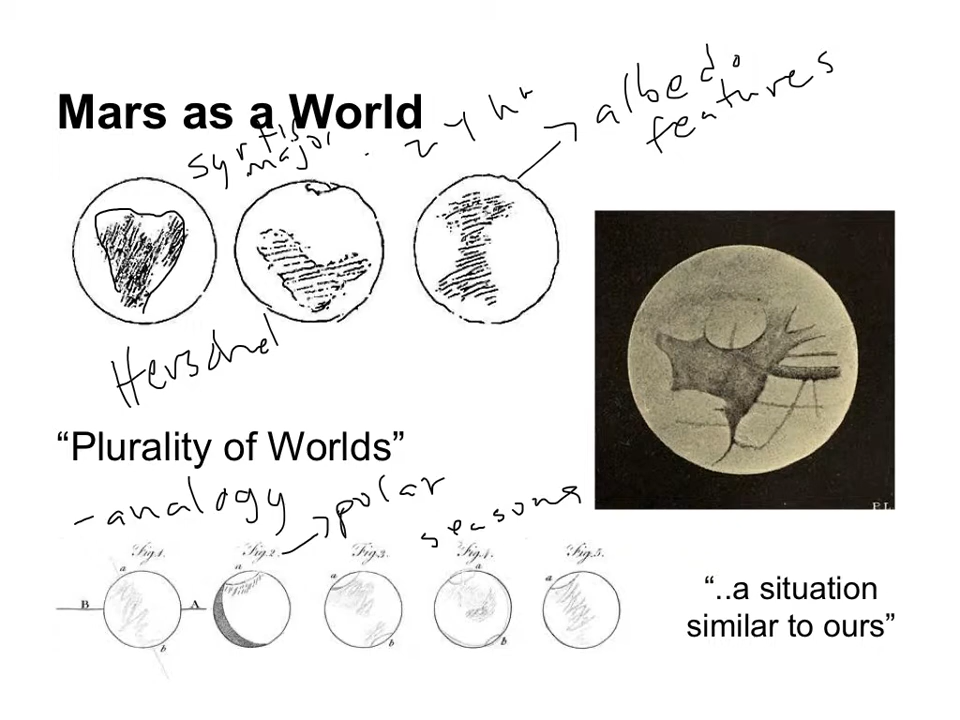 Mars as a World
syrtis
major
. 24 hr
albedo
features
Herschel
“Plurality of Worlds”
-analogy
polar
seasons
Fig.1.
Fig.2.
Fig.3.
Fig.4.
Fig.5.
a
a
a
a
a
B
A
b
b
b
P.L.
“..a situation
similar to ours”